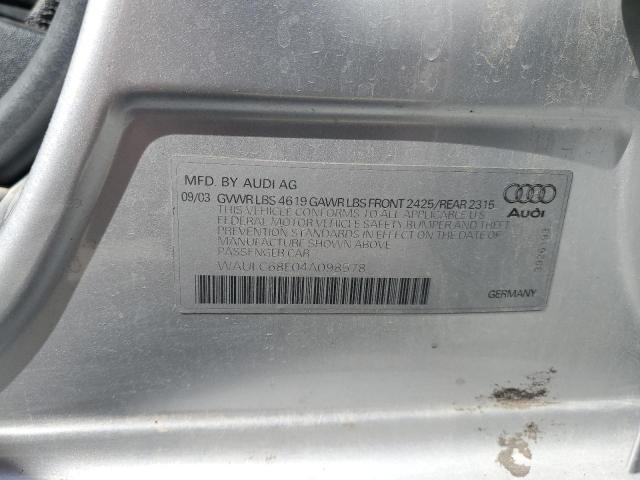 MFD. BY AUDI AG
09/03 GVWR LBS 4619 GAWR LBS FRONT 2425/REAR 2315
THIS VEHICLE CONFORMS TO ALL APPLICABLE U S
FEDERAL MOTOR VEHICLE SAFETY BUMPER AND THEFT
PREVENTION STANDARDS IN EFFECT ON THE DATE OF
MANUFACTURE SHOWN ABOVE
PASSENGER CAR
WAULC68E04A098578
Audi
GERMANY